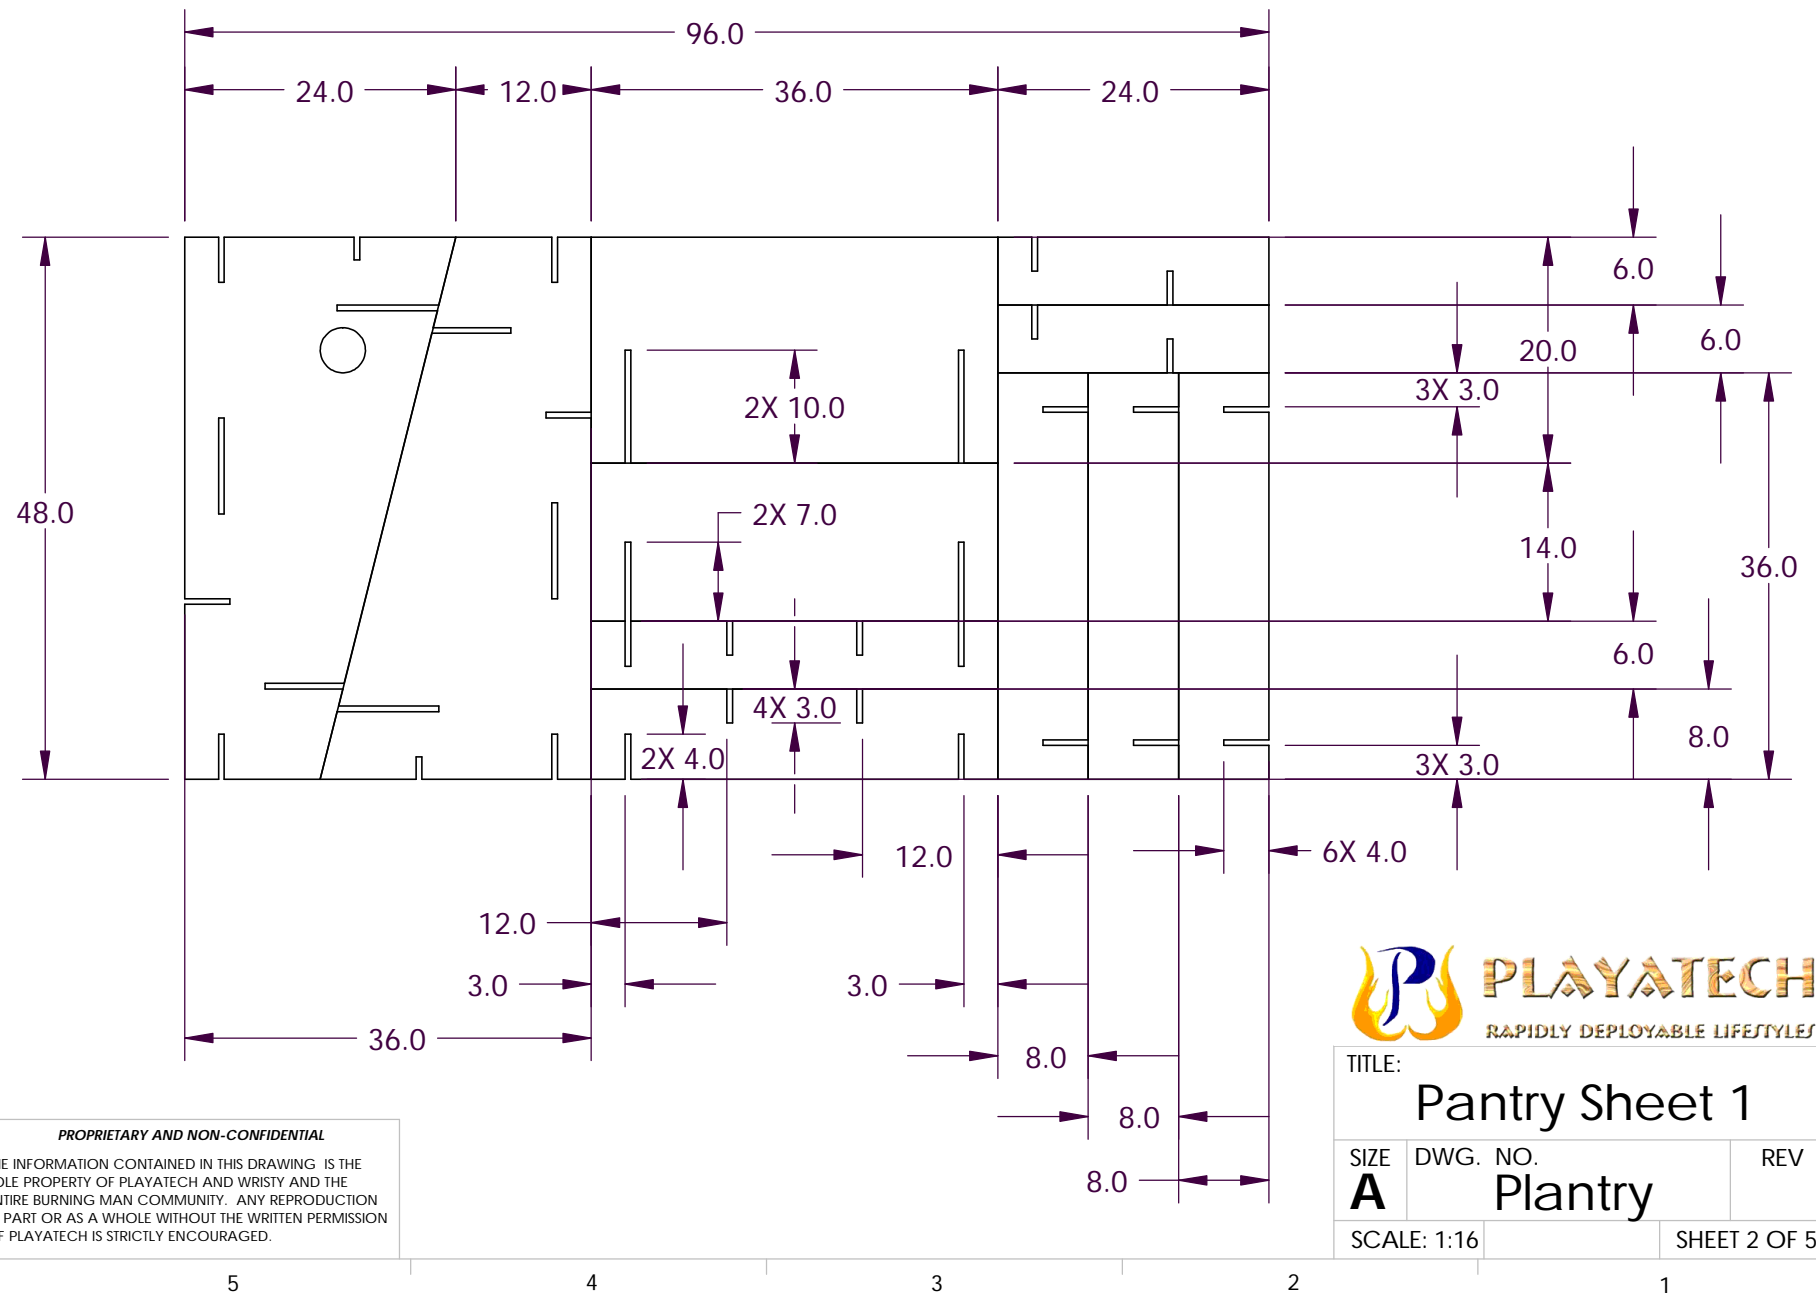 96.0
24.0
12.0
36.0
24.0
6.0
6.0
20.0
3X 3.0
2X 10.0
48.0
2X 7.0
14.0
36.0
6.0
4X 3.0
8.0
2X 4.0
3X 3.0
12.0
6X 4.0
12.0
3.0
3.0
36.0
8.0
8.0
8.0
P
PLAYATECH
RAPIDLY DEPLOYABLE LIFESTYLES
TITLE:
Pantry Sheet 1
SIZE
A
DWG. NO.
Plantry
REV
SCALE: 1:16
SHEET 2 OF 5
PROPRIETARY AND NON-CONFIDENTIAL
INFORMATION CONTAINED IN THIS DRAWING IS THE
PROPERTY OF PLAYATECH AND WRISTY AND THE
BURNING MAN COMMUNITY. ANY REPRODUCTION
PART OR AS A WHOLE WITHOUT THE WRITTEN PERMISSION
PLAYATECH IS STRICTLY ENCOURAGED.
5
4
3
2
1